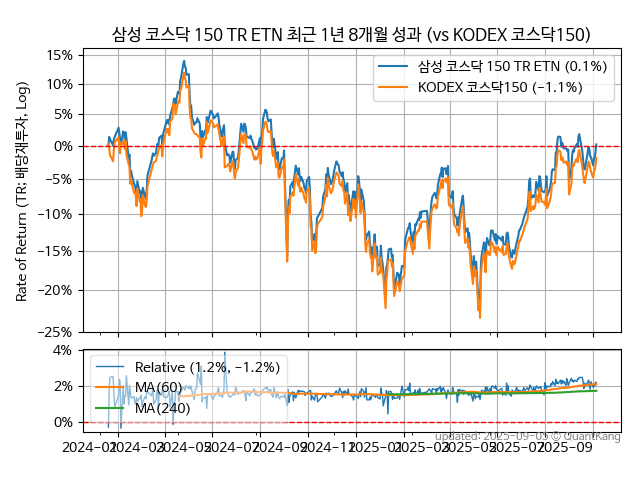 삼성 코스닥 150 TR ETN 최근 1년 8개월 성과 (vs KODEX 코스닥150)
Rate of Return (TR: 배당재투자, Log)
15%
10%
5%
0%
−5%
−10%
−15%
−20%
−25%
삼성 코스닥 150 TR ETN (0.1%)
KODEX 코스닥150 (−1.1%)
4%
2%
0%
Relative (1.2%, −1.2%)
MA(60)
MA(240)
2024-01 2024-03 2024-05 2024-07 2024-09 2024-11 2025-01 2025-03 2025-05 2025-07 2025-09
updated: 2025-09-05 © QuantKang